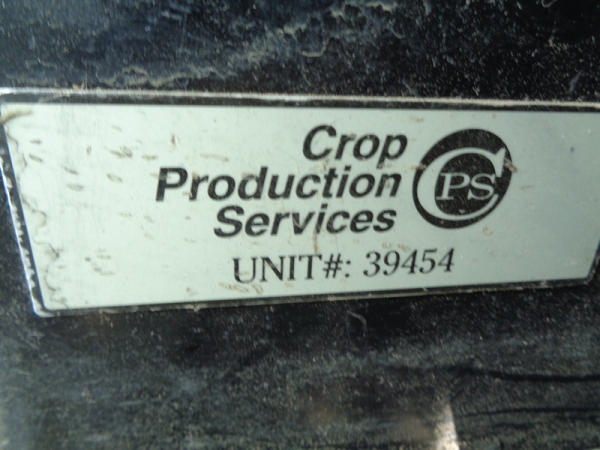 Crop
Production
Services
CPS
UNIT#: 39454